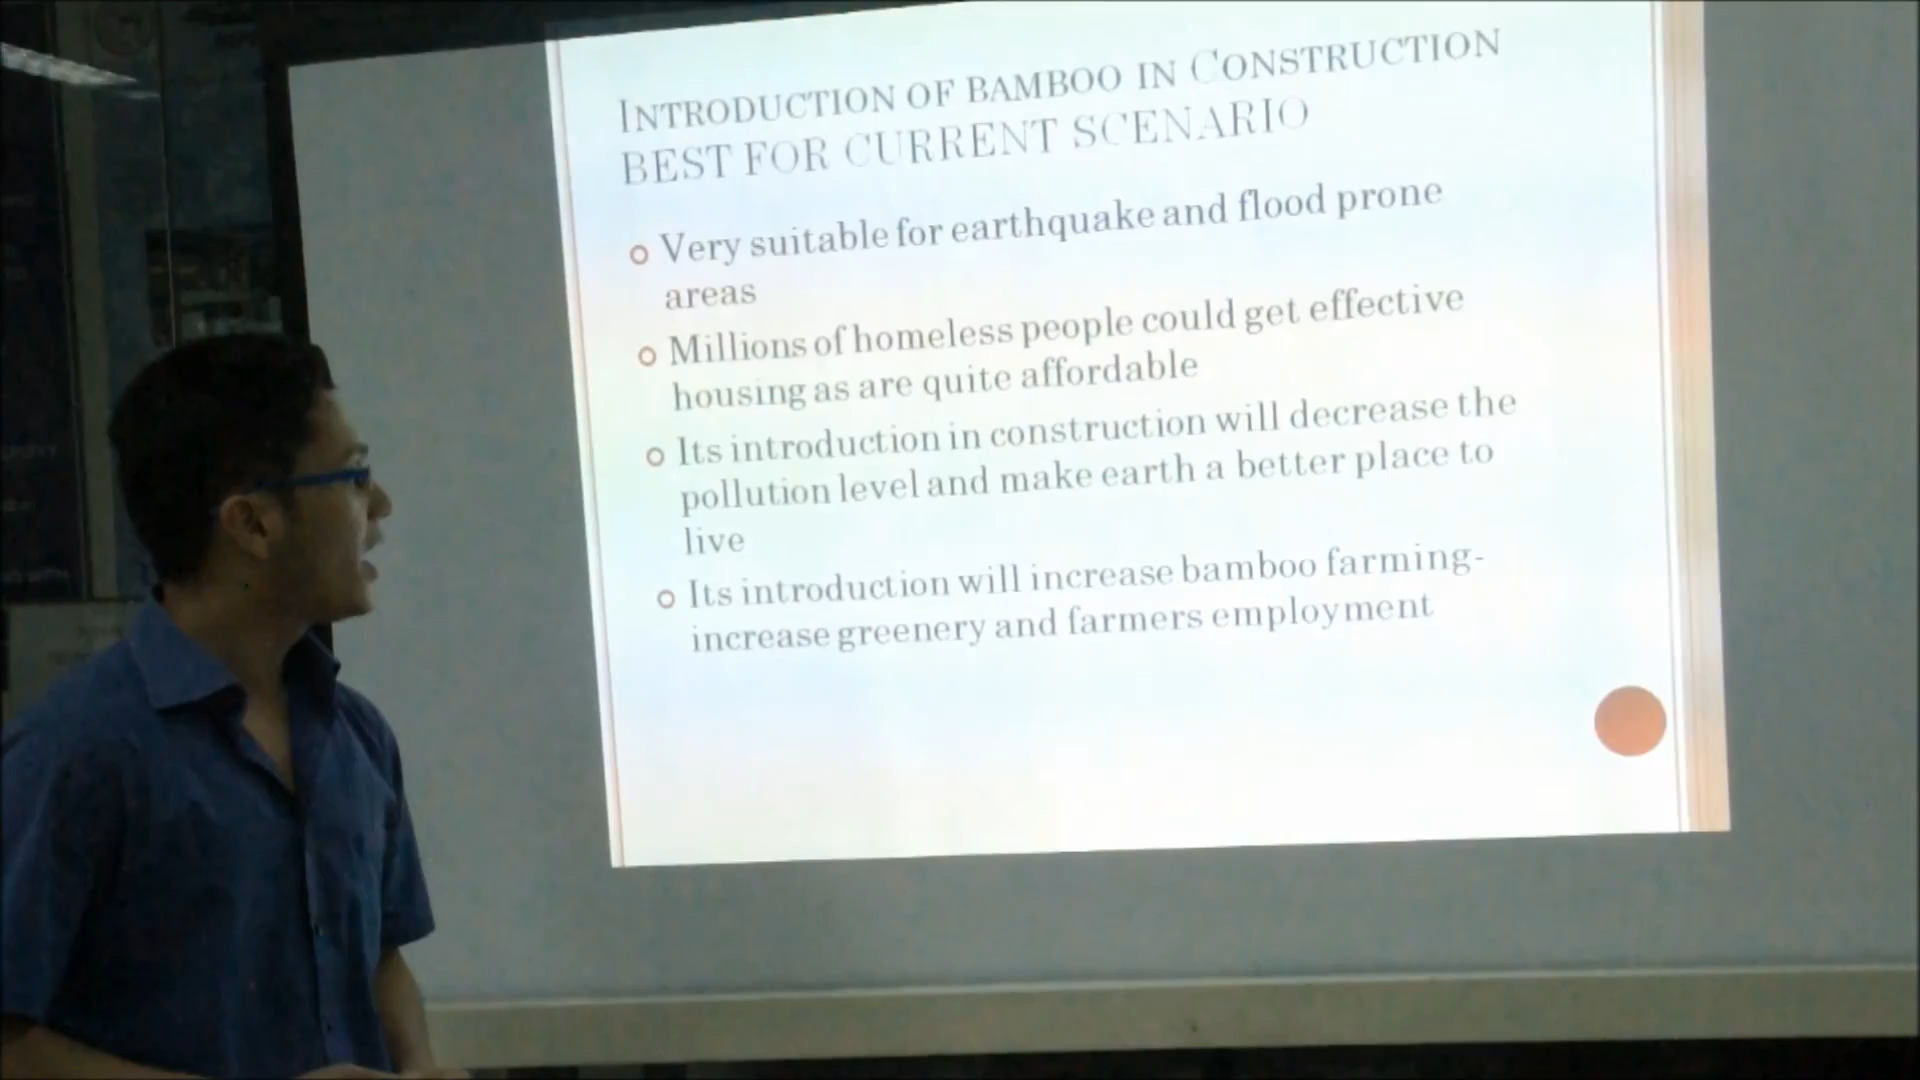 INTRODUCTION OF BAMBOO IN CONSTRUCTION
BEST FOR CURRENT SCENARIO
Very suitable for earthquake and flood prone
areas
Millions of homeless people could get effective
housing as are quite affordable
Its introduction in construction will decrease the
pollution level and make earth a better place to
live
Its introduction will increase bamboo farming-
increase greenery and farmers employment